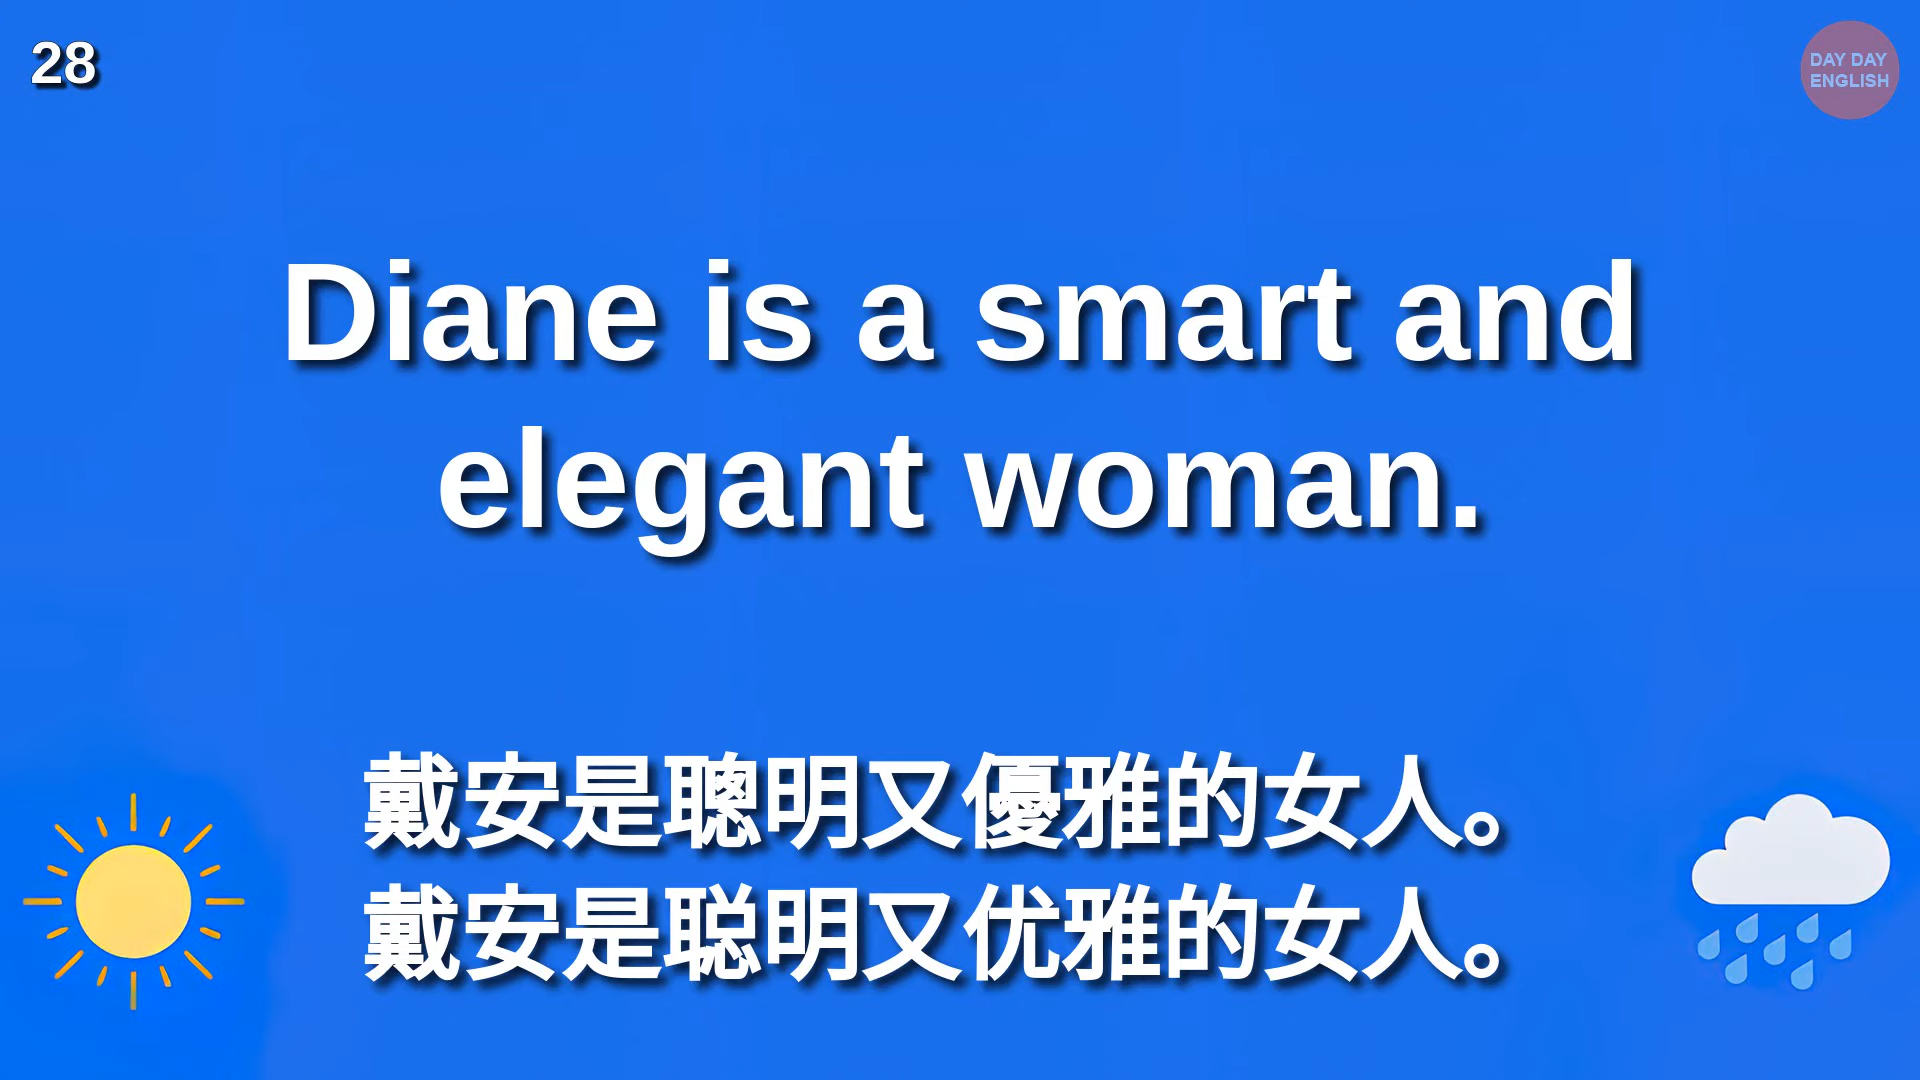 28
DAY DAY
ENGLISH
Diane is a smart and
elegant woman.
戴安是聰明又優雅的女人。
戴安是聪明又优雅的女人。